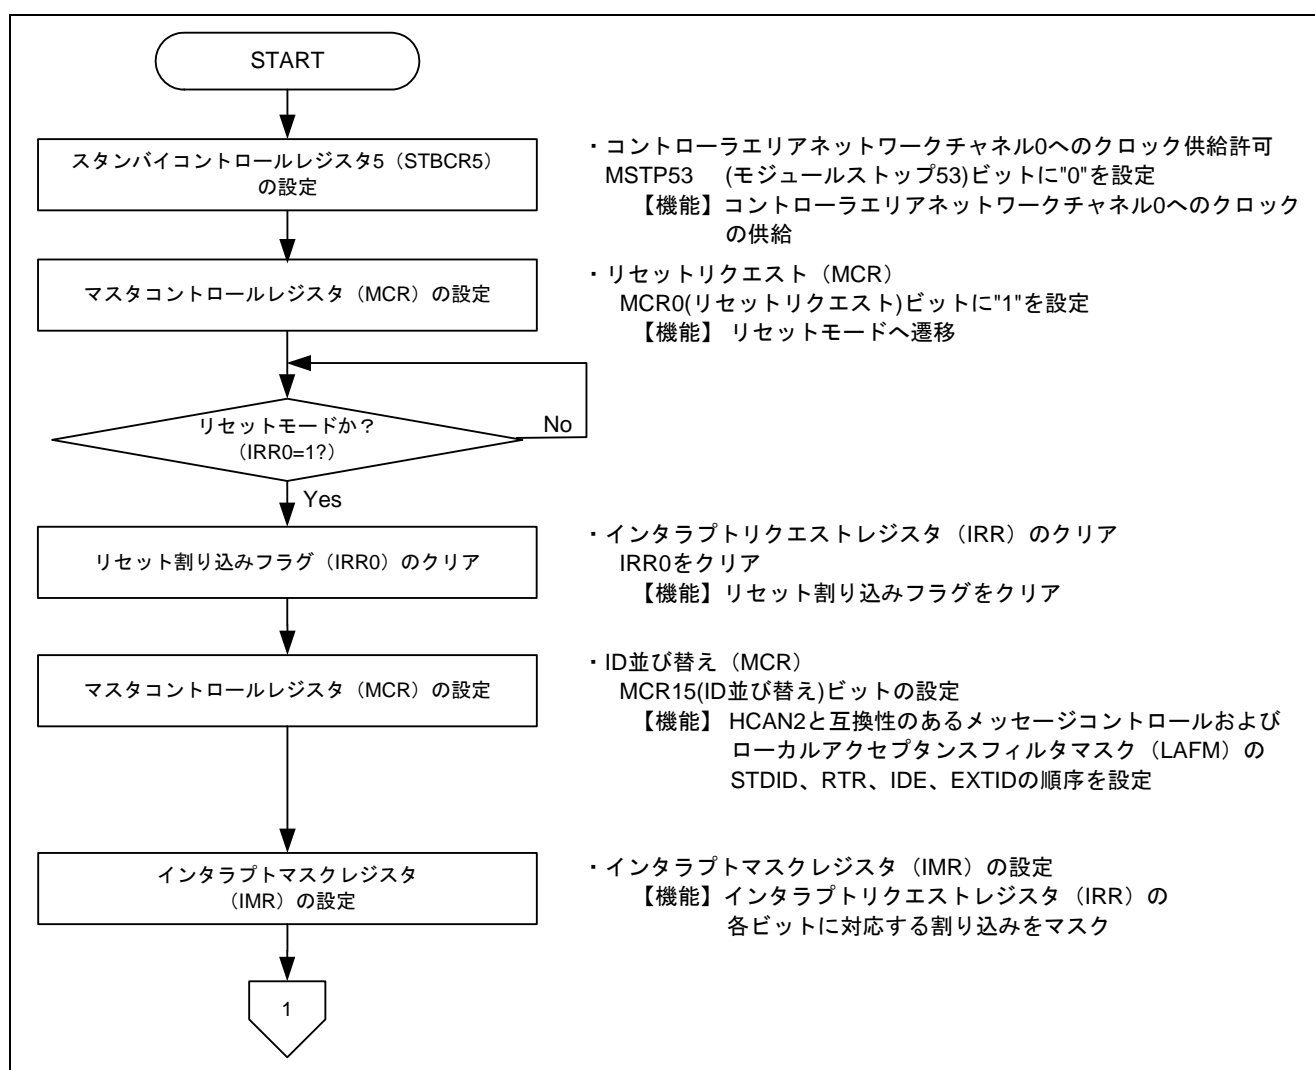 START
スタンバイコントロールレジスタ5（STBCR5）
の設定
・コントローラエリアネットワークチャネル0へのクロック供給許可
MSTP53 (モジュールストップ53)ビットに"0"を設定
【機能】コントローラエリアネットワークチャネル0へのクロック
の供給
マスタコントロールレジスタ（MCR）の設定
・リセットリクエスト（MCR）
MCR0(リセットリクエスト)ビットに"1"を設定
【機能】 リセットモードへ遷移
リセットモードか？
（IRR0=1?）
No
Yes
リセット割り込みフラグ（IRR0）のクリア
・インタラプトリクエストレジスタ（IRR）のクリア
IRR0をクリア
【機能】リセット割り込みフラグをクリア
マスタコントロールレジスタ（MCR）の設定
・ID並び替え（MCR）
MCR15(ID並び替え)ビットの設定
【機能】 HCAN2と互換性のあるメッセージコントロールおよび
ローカルアクセプタンスフィルタマスク（LAFM）の
STDID、RTR、IDE、EXTIDの順序を設定
インタラプトマスクレジスタ
（IMR）の設定
・インタラプトマスクレジスタ（IMR）の設定
【機能】インタラプトリクエストレジスタ（IRR）の
各ビットに対応する割り込みをマスク
1